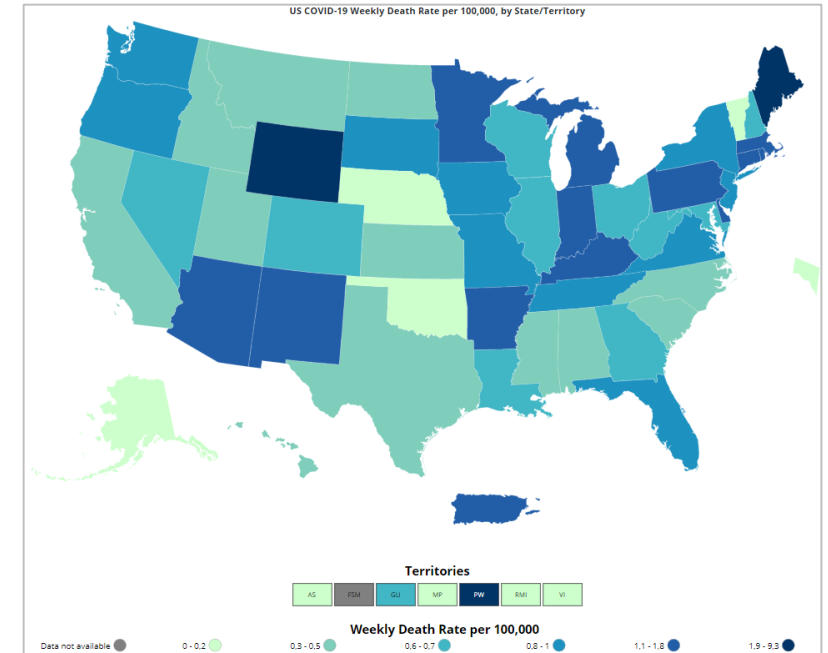 US COVID-19 Weekly Death Rate per 100,000, by State/Territory
Territories
AS FSM GU MP PW RMI VI
Weekly Death Rate per 100,000
Data not available 0 - 0.2 0.3 - 0.5 0.6 - 0.7 0.8 - 1 1.1 - 1.8 1.9 - 9.3